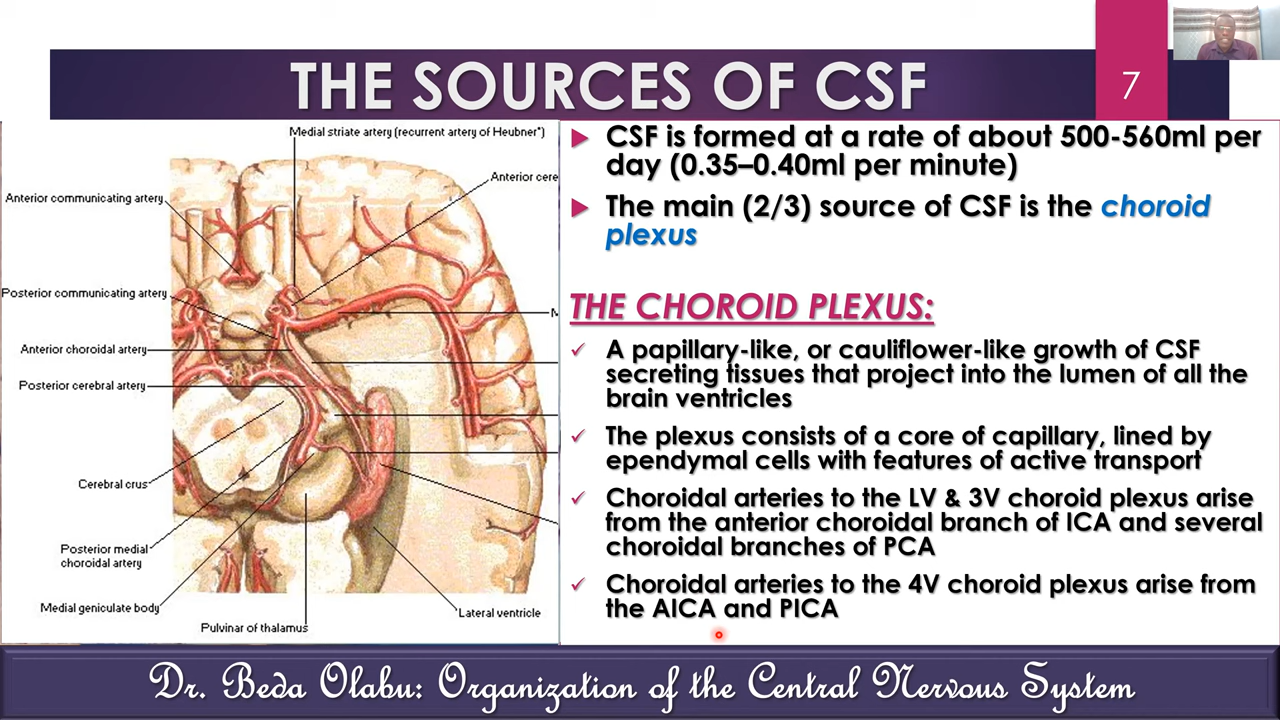 THE SOURCES OF CSF
7
Medial striate artery (recurrent artery of Heubner*)
Anterior communicating artery
Anterior cere
Posterior communicating artery
M
Anterior choroidal artery
Posterior cerebral artery
Cerebral crus
Posterior medial
choroidal artery
Medial geniculate body
Pulvinar of thalamus
Lateral ventricle
CSF is formed at a rate of about 500-560ml per
day (0.35–0.40ml per minute)
The main (2/3) source of CSF is the choroid
plexus
THE CHOROID PLEXUS:
A papillary-like, or cauliflower-like growth of CSF
secreting tissues that project into the lumen of all the
brain ventricles
The plexus consists of a core of capillary, lined by
ependymal cells with features of active transport
Choroidal arteries to the LV & 3V choroid plexus arise
from the anterior choroidal branch of ICA and several
choroidal branches of PCA
Choroidal arteries to the 4V choroid plexus arise from
the AICA and PICA
Dr. Beda Olabu: Organization of the Central Nervous System